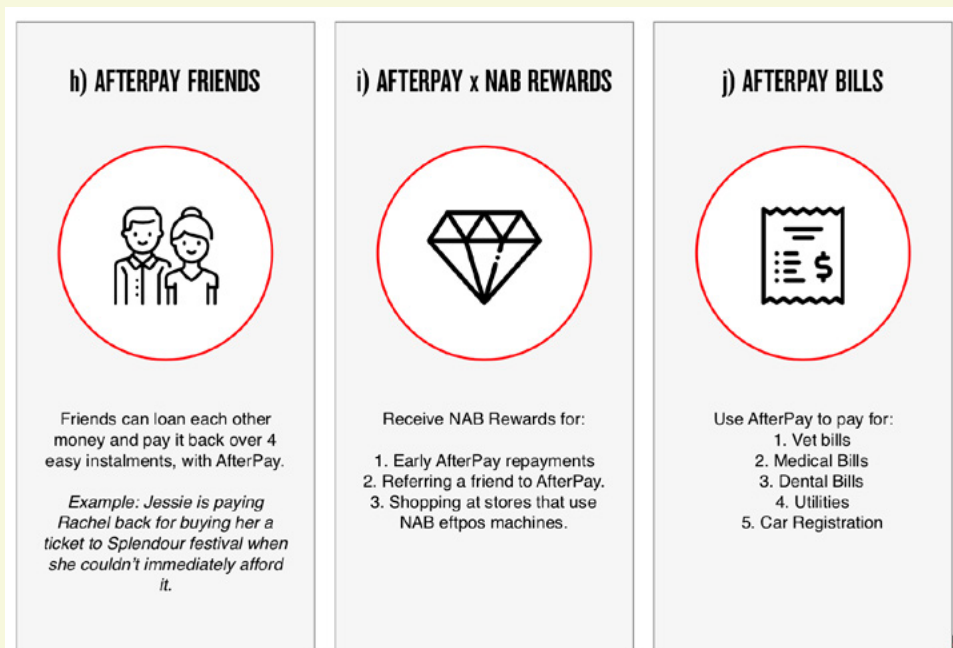 h) AFTERPAY FRIENDS
Friends can loan each other
money and pay it back over 4
easy instalments, with AfterPay.
Example: Jessie is paying
Rachel back for buying her a
ticket to Splendour festival when
she couldn't immediately afford
it.
i) AFTERPAY x NAB REWARDS
Receive NAB Rewards for:
1. Early AfterPay repayments
2. Referring a friend to AfterPay.
3. Shopping at stores that use
NAB eftpos machines.
j) AFTERPAY BILLS
$
Use AfterPay to pay for:
1. Vet bills
2. Medical Bills
3. Dental Bills
4. Utilities
5. Car Registration